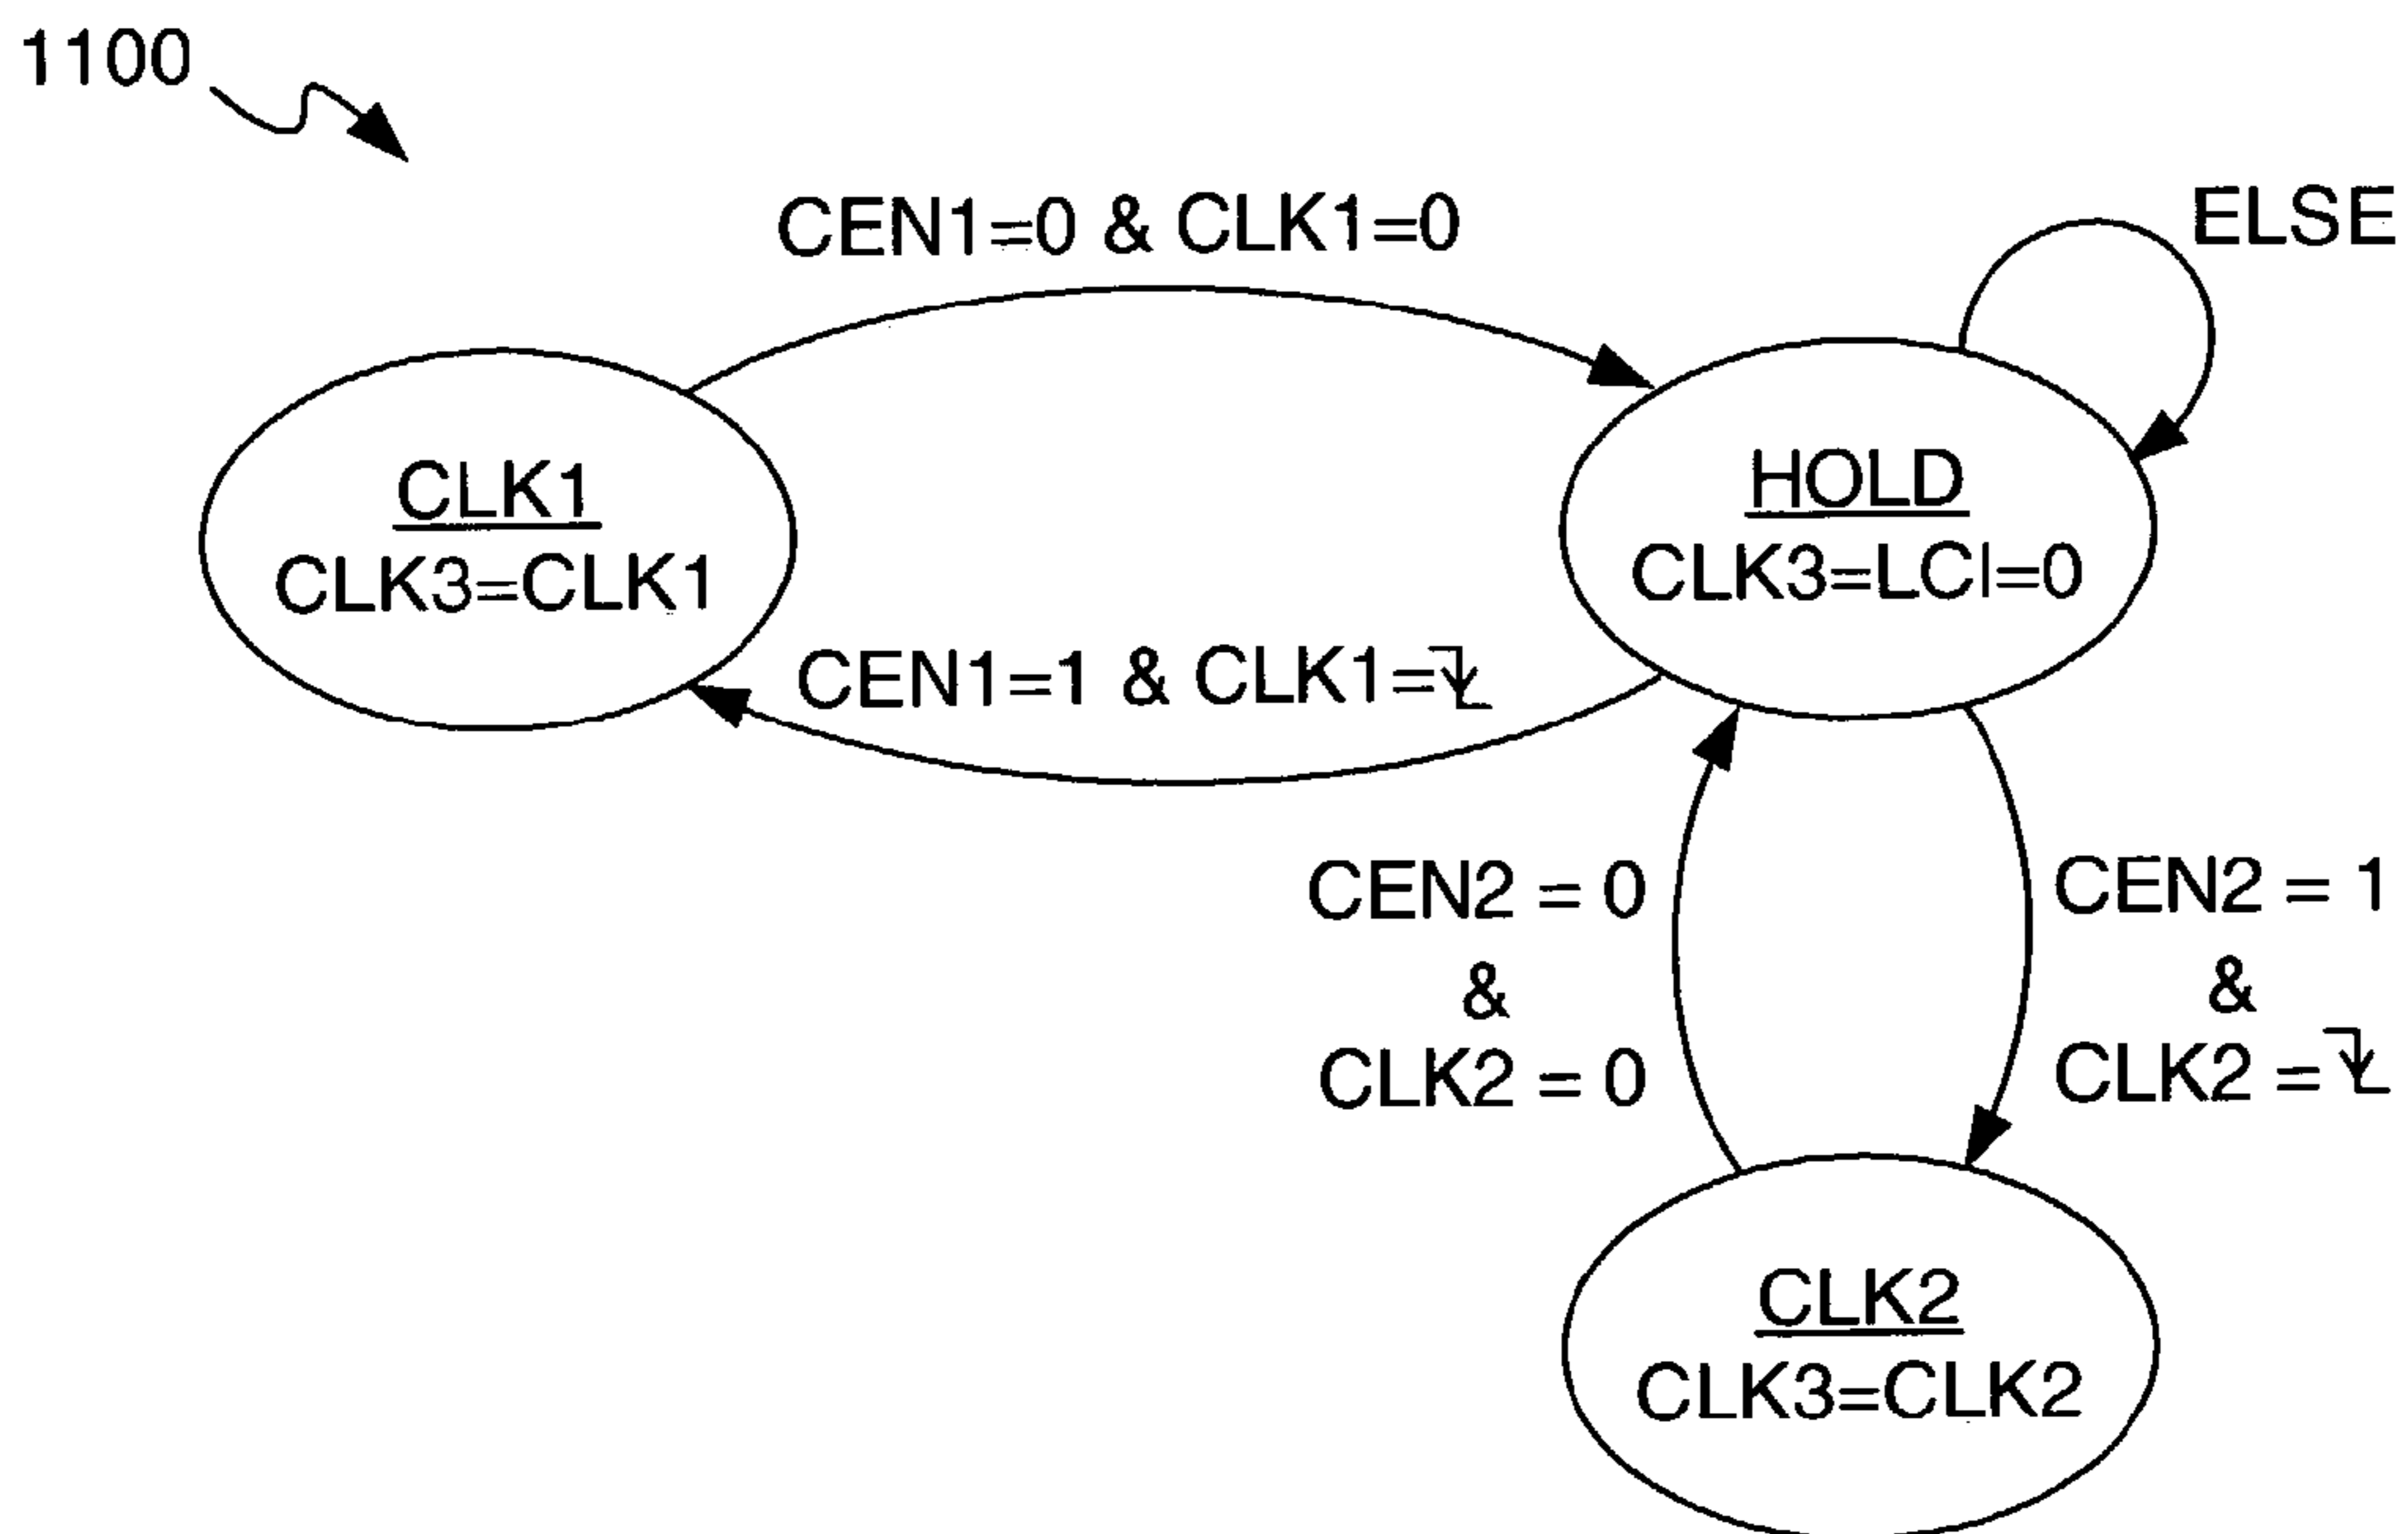 1100
CEN1=0 & CLK1=0
ELSE
CLK1
CLK3=CLK1
HOLD
CLK3=LCI=0
CEN1=1 & CLK1=
CEN2 = 0
&
CLK2 = 0
CEN2 = 1
&
CLK2 =
CLK2
CLK3=CLK2